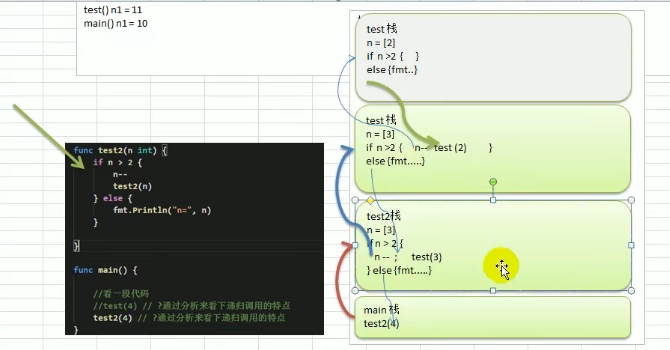 test() n1 = 11
main() n1 = 10
test 栈
n = [2]
if n >2 { }
else {fmt..}
test 栈
n = [3]
if n >2 { n-- test (2) }
else {fmt.....}
test2栈
n = [3]
if n > 2 {
n -- ; test(3)
} else {fmt.....}
main 栈
test2(4)
func test2(n int) {
if n > 2 {
n--
test2(n)
} else {
fmt.Println("n=", n)
}
}
func main() {
//看一段代码
//test(4) // ?通过分析来看下递归调用的特点
test2(4) // ?通过分析来看下递归调用的特点
}